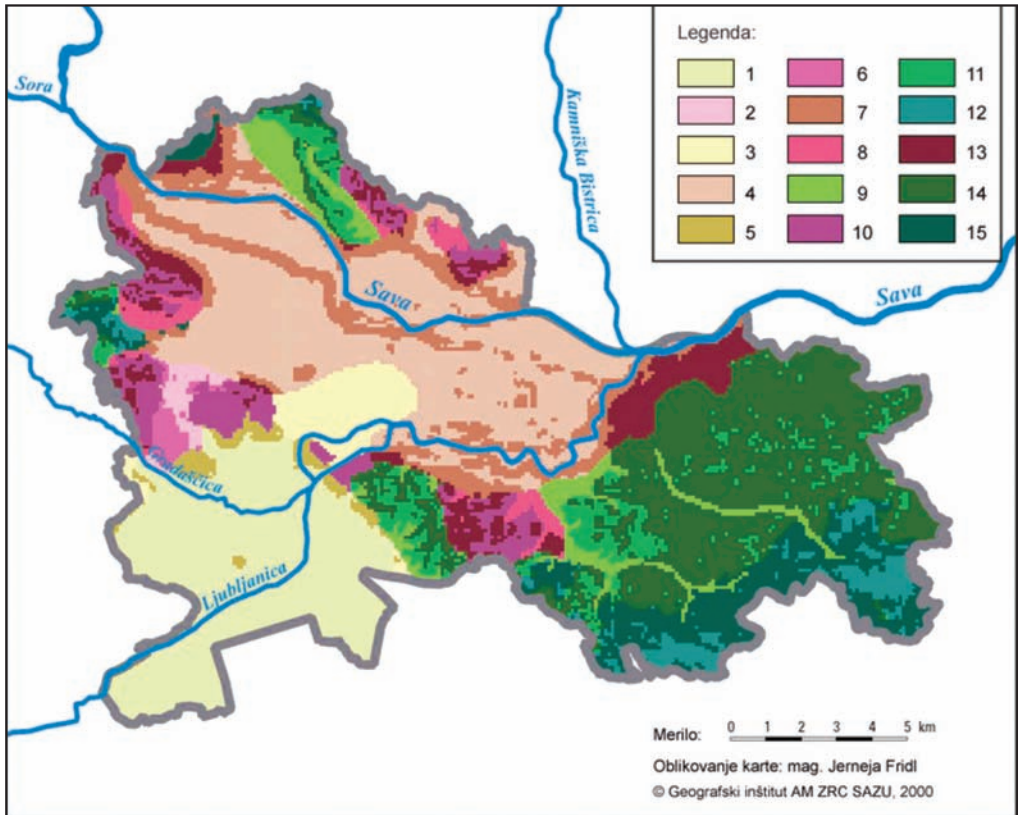 Legenda:
1 6 11
2 7 12
3 8 13
4 9 14
5 10 15
Sora
Kamniška Bistrica
Sava
Sava
Gradaščica
Ljubljanica
Merilo: 0 1 2 3 4 5 km
Oblikovanje karte: mag. Jerneja Fridl
© Geografski inštitut AM ZRC SAZU, 2000